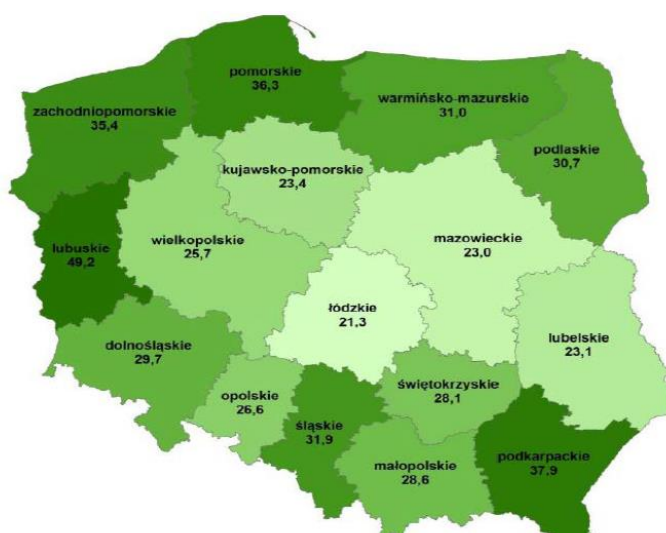 pomorskie
36,3
zachodniopomorskie
35,4
warmińsko-mazurskie
31,0
podlaskie
30,7
kujawsko-pomorskie
23,4
lubuskie
49,2
wielkopolskie
25,7
mazowieckie
23,0
łódzkie
21,3
dolnośląskie
29,7
lubelskie
23,1
opolskie
26,6
śląskie
31,9
świętokrzyskie
28,1
małopolskie
28,6
podkarpackie
37,9